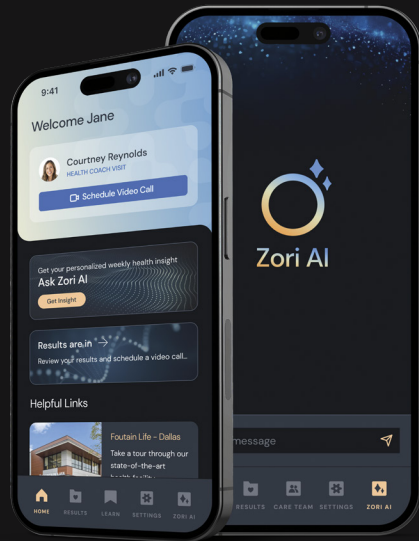 9:41
Welcome Jane
Courtney Reynolds
HEALTH COACH VISIT
Schedule Video Call
Get your personalized weekly health insight
Ask Zori AI
Get Insight
Results are in →
Review your results and schedule a video call...
Helpful Links
Foutain Life - Dallas
Take a tour through our
state-of-the-art
health facility
HOME
RESULTS
LEARN
SETTINGS
ZORI AI
Zori AI
message
RESULTS
CARE TEAM
SETTINGS
ZORI AI